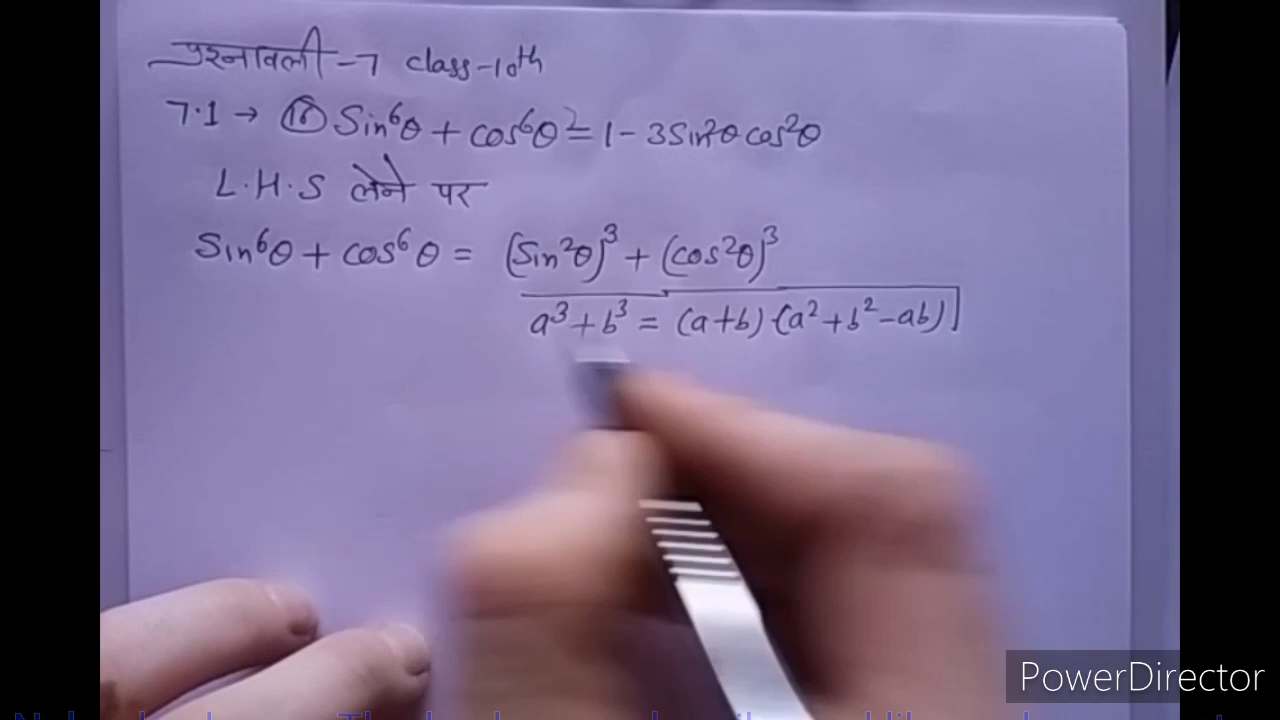 प्रश्नावली-7 class-10th
7.1 → (18) Sin⁶θ + cos⁶θ = 1 - 3Sin²θ cos²θ
L.H.S लेने पर
Sin⁶θ + cos⁶θ = (Sin²θ)³ + (cos²θ)³
a³ + b³ = (a+b) (a² + b² - ab)]
PowerDirector